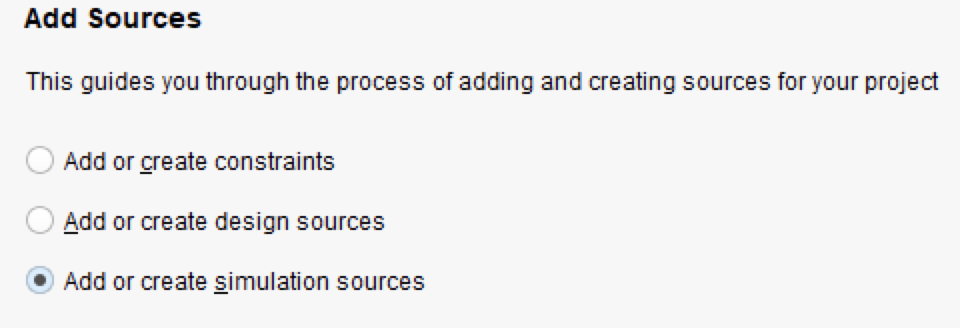 Add Sources
This guides you through the process of adding and creating sources for your project
Add or create constraints
Add or create design sources
Add or create simulation sources